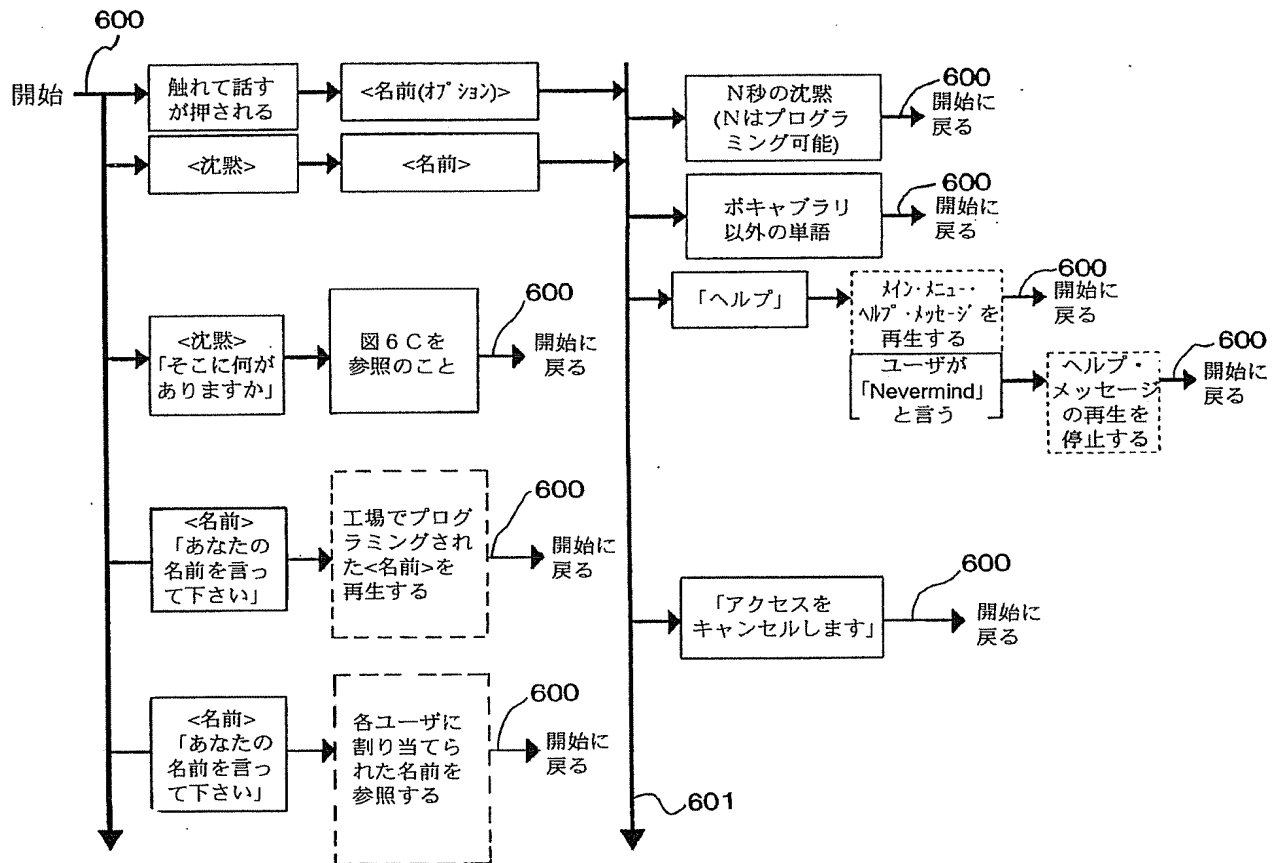 600
開始
触れて話す
が押される
<名前(オプション)>
<沈黙>
<名前>
<沈黙>
「そこに何が
ありますか」
図6Cを
参照のこと
600
開始に
戻る
<名前>
「あなたの
名前を言っ
て下さい」
工場でプログ
ラミングされ
た<名前>を
再生する
600
開始に
戻る
<名前>
「あなたの
名前を言っ
て下さい」
各ユーザに
割り当てら
れた名前を
参照する
600
開始に
戻る
N秒の沈黙
(Nはプログラ
ミング可能)
600
開始に
戻る
ボキャブラリ
以外の単語
600
開始に
戻る
「ヘルプ」
メイン・メニュー・
ヘルプ・メッセージを
再生する
600
開始に
戻る
ユーザが
「Nevermind」
と言う
ヘルプ・
メッセージ
の再生を
停止する
600
開始に
戻る
「アクセスを
キャンセルします」
600
開始に
戻る
601